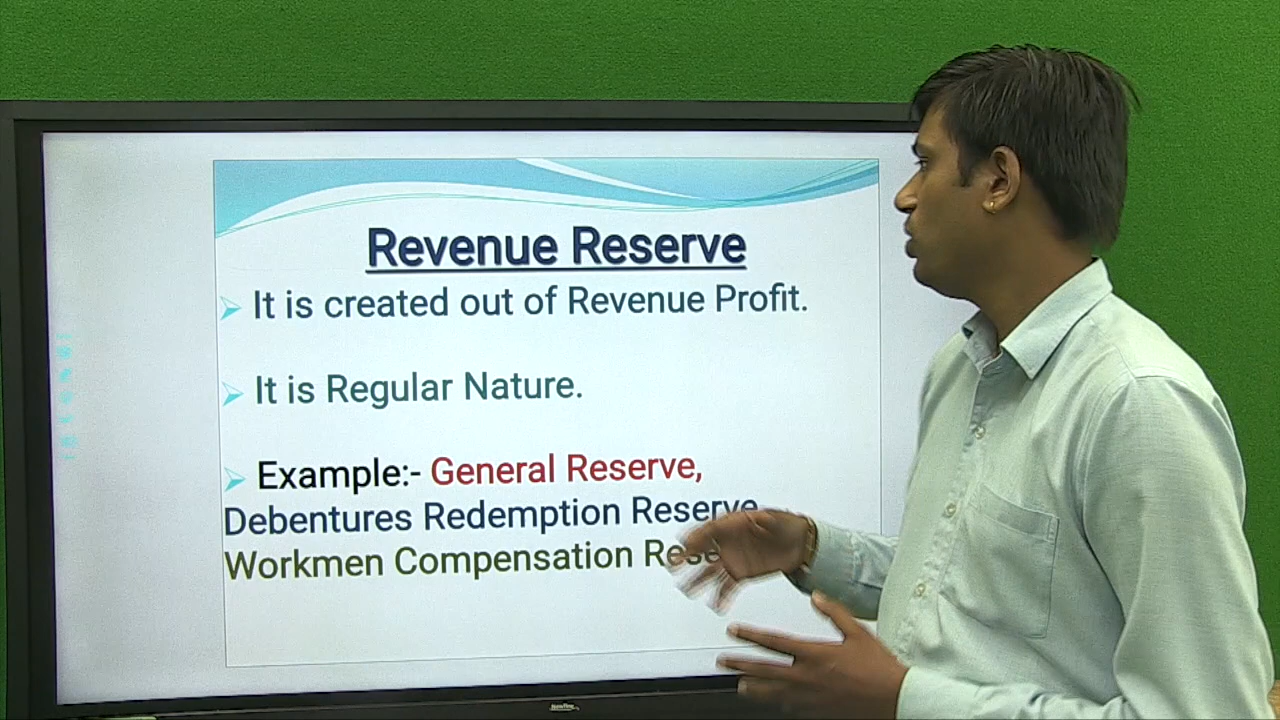 Revenue Reserve
It is created out of Revenue Profit.
It is Regular Nature.
Example:- General Reserve,
Debentures Redemption Reserve
Workmen Compensation